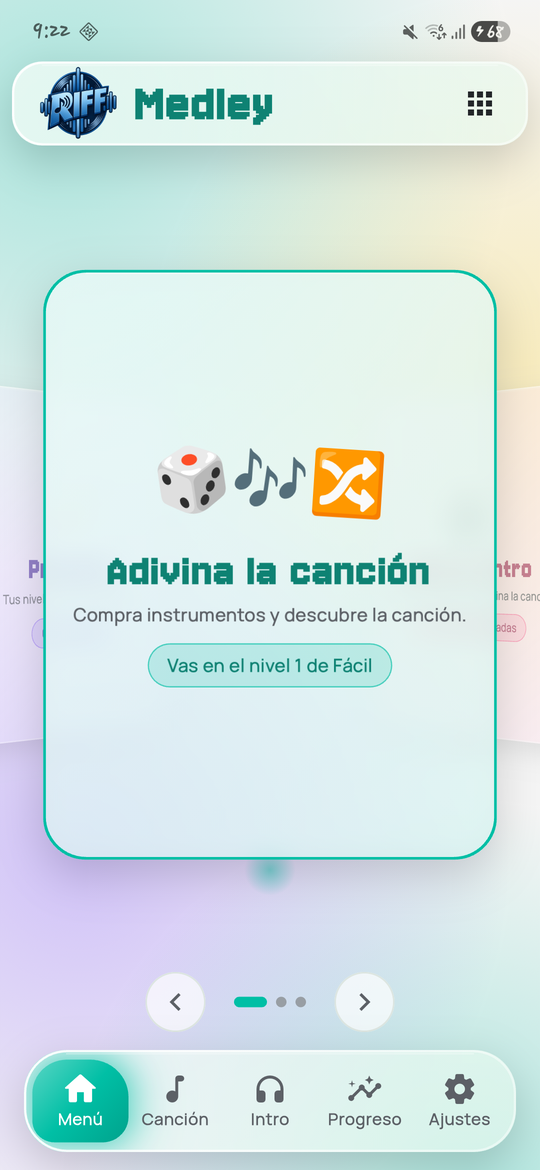 9:22
68
RIFF
Medley
Adivina la canción
Compra instrumentos y descubre la canción.
Vas en el nivel 1 de Fácil
Tus
Menú
Canción
Intro
Progreso
Ajustes